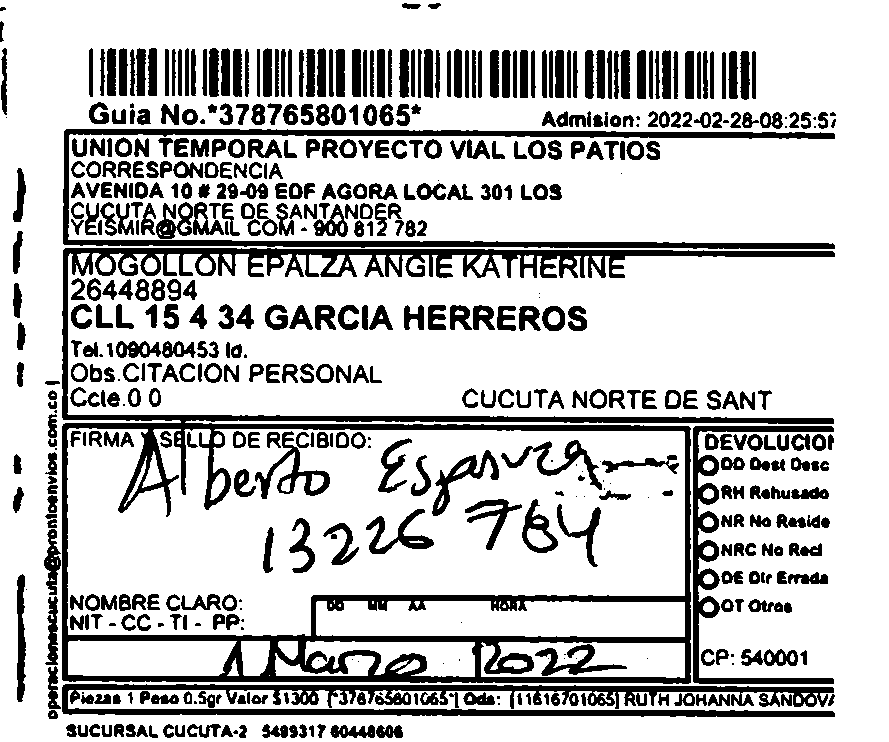 Guia No.*378765801065*
Admision: 2022-02-28-08:25:57
UNION TEMPORAL PROYECTO VIAL LOS PATIOS
CORRESPONDENCIA
AVENIDA 10 # 29-09 EDF AGORA LOCAL 301 LOS
CUCUTA NORTE DE SANTANDER
YEISMIR@GMAIL COM - 900 812 782
MOGOLLON EPALZA ANGIE KATHERINE
26448894
CLL 15 4 34 GARCIA HERREROS
Tel.1090480453 Id.
Obs.CITACION PERSONAL
Ccle.0 0 CUCUTA NORTE DE SANT
operacionescucuta@prontoenvios.com.co |
FIRMA Y SELLO DE RECIBIDO:
Alberto Esparza
13226 784
NOMBRE CLARO:
NIT - CC - TI - PP:
DD MM AA HORA
1 Marzo 2022
DEVOLUCION
DD Dest Desc
RH Rehusado
NR No Reside
NRC No Recl
DE Dir Errada
OT Otros
CP: 540001
Piezas 1 Peso 0.5gr Valor $1300 [*378765801065*] Ods: [11616701065] RUTH JOHANNA SANDOVA
SUCURSAL CUCUTA-2 5499317 60448606